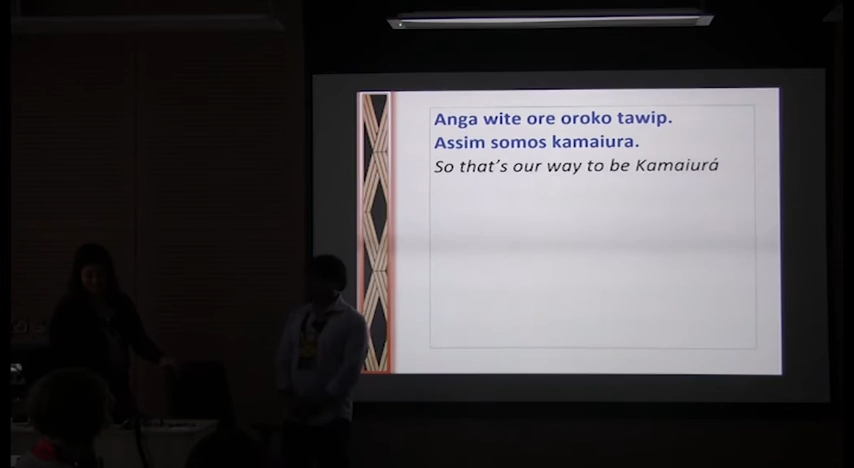 Anga wite ore oroko tawip.
Assim somos kamaiura.
So that's our way to be Kamaiurá